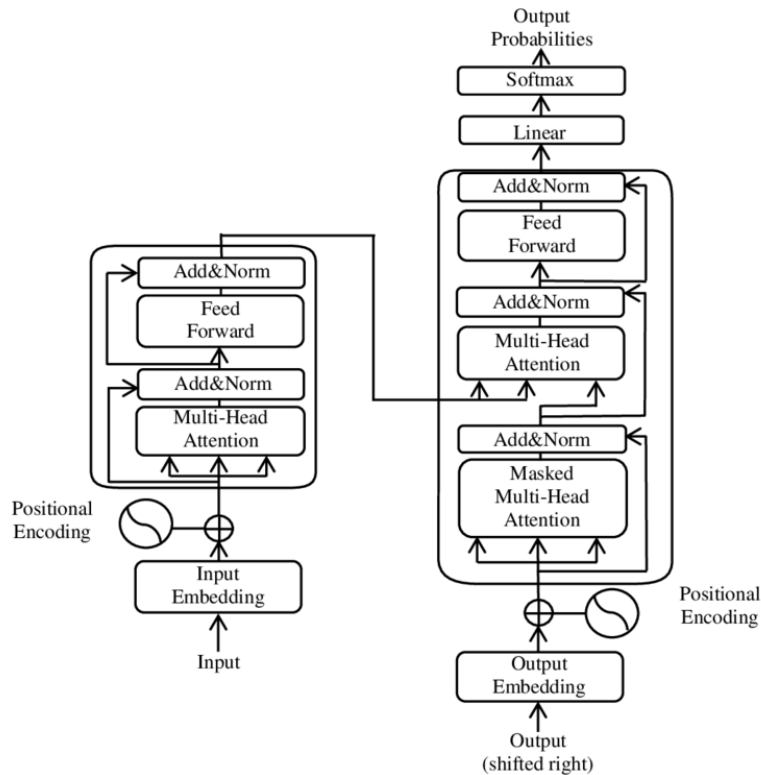 Output
Probabilities
Softmax
Linear
Add&Norm
Feed
Forward
Add&Norm
Multi-Head
Attention
Add&Norm
Masked
Multi-Head
Attention
Positional
Encoding
Output
Embedding
Output
(shifted right)
Add&Norm
Feed
Forward
Add&Norm
Multi-Head
Attention
Positional
Encoding
Input
Embedding
Input